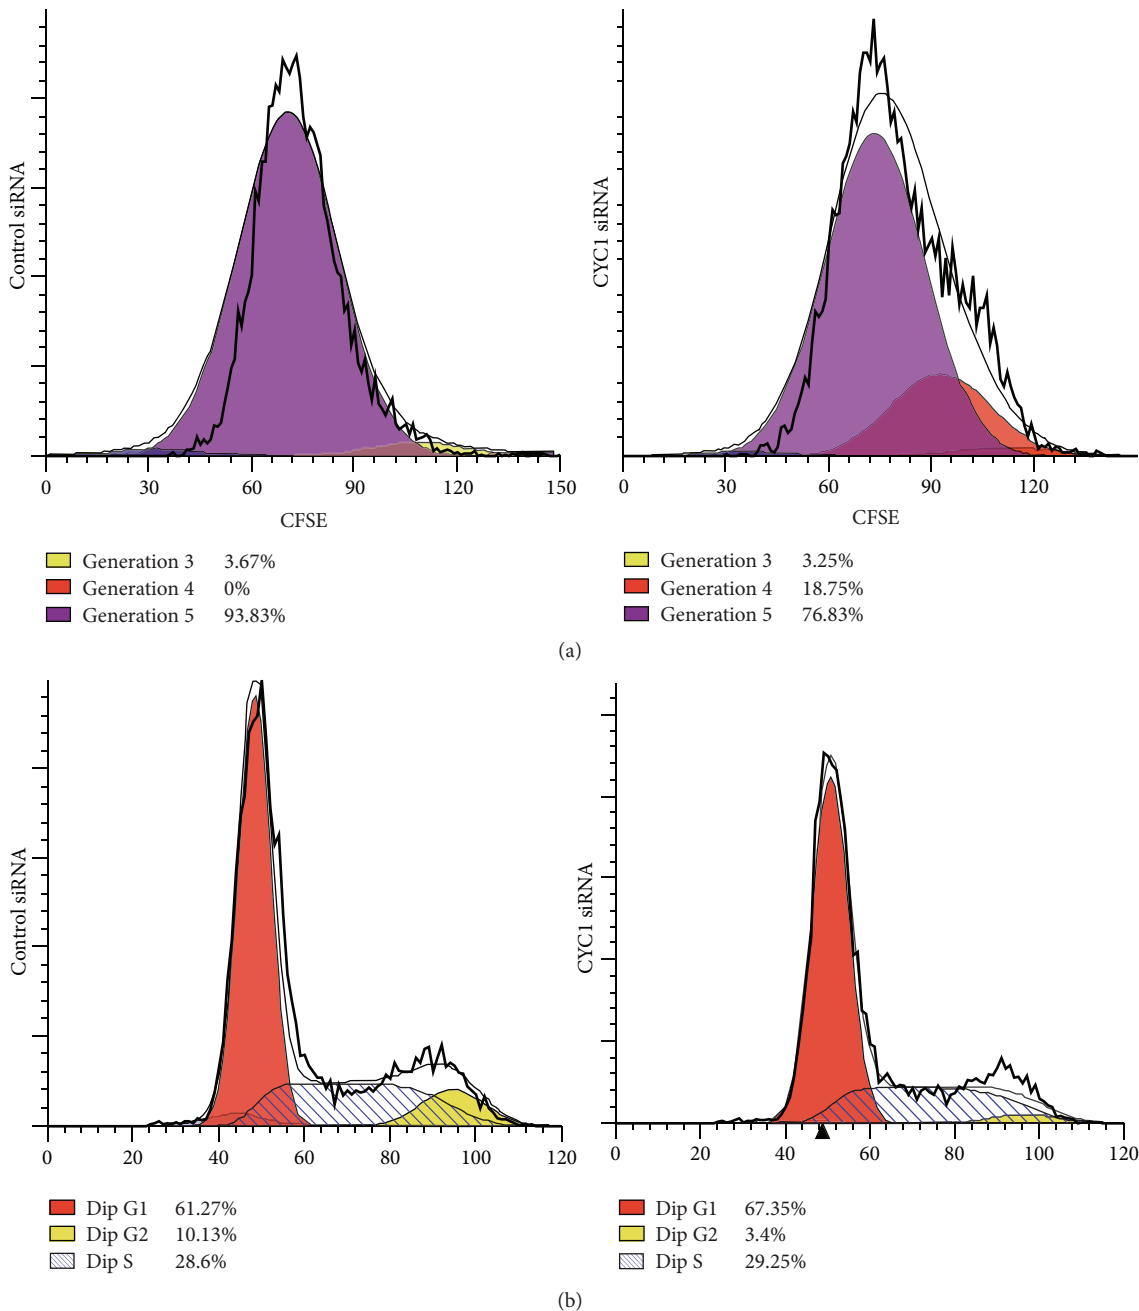 Control siRNA
0 30 60 90 120 150
CFSE
Generation 3 3.67%
Generation 4 0%
Generation 5 93.83%
CYC1 siRNA
0 30 60 90 120
CFSE
Generation 3 3.25%
Generation 4 18.75%
Generation 5 76.83%
(a)
Control siRNA
0 20 40 60 80 100 120
Dip G1 61.27%
Dip G2 10.13%
Dip S 28.6%
CYC1 siRNA
0 20 40 60 80 100 120
Dip G1 67.35%
Dip G2 3.4%
Dip S 29.25%
(b)